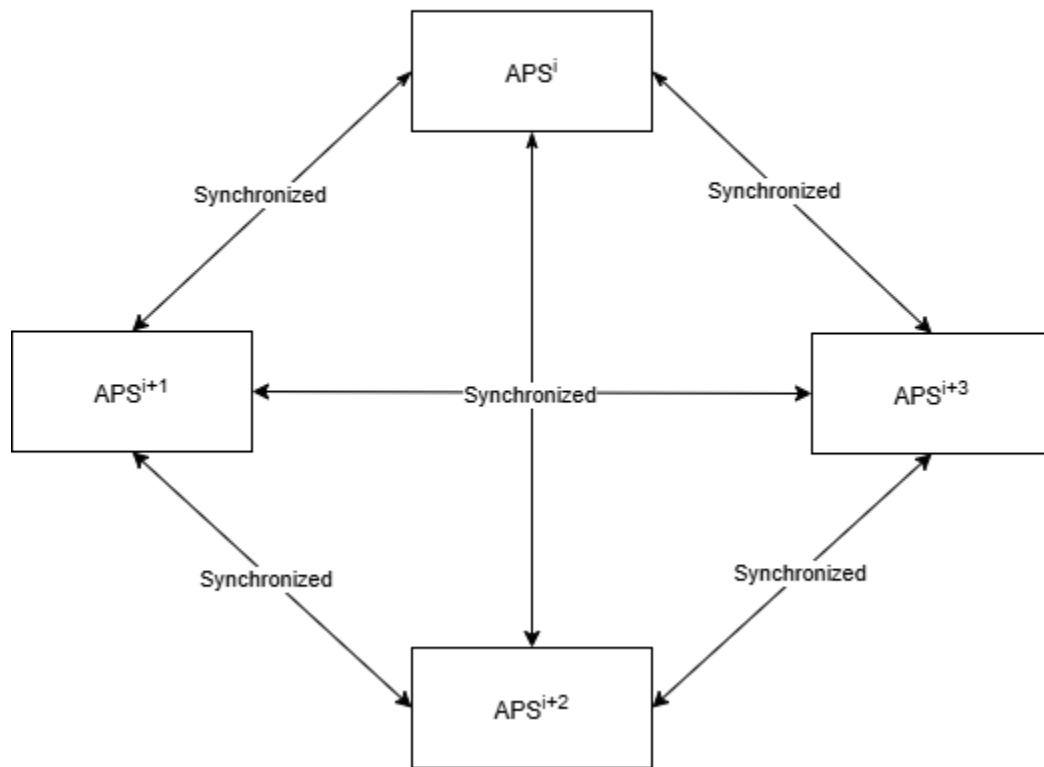 APSⁱ
Synchronized
Synchronized
APSⁱ⁺¹
Synchronized
APSⁱ⁺³
Synchronized
Synchronized
APSⁱ⁺²